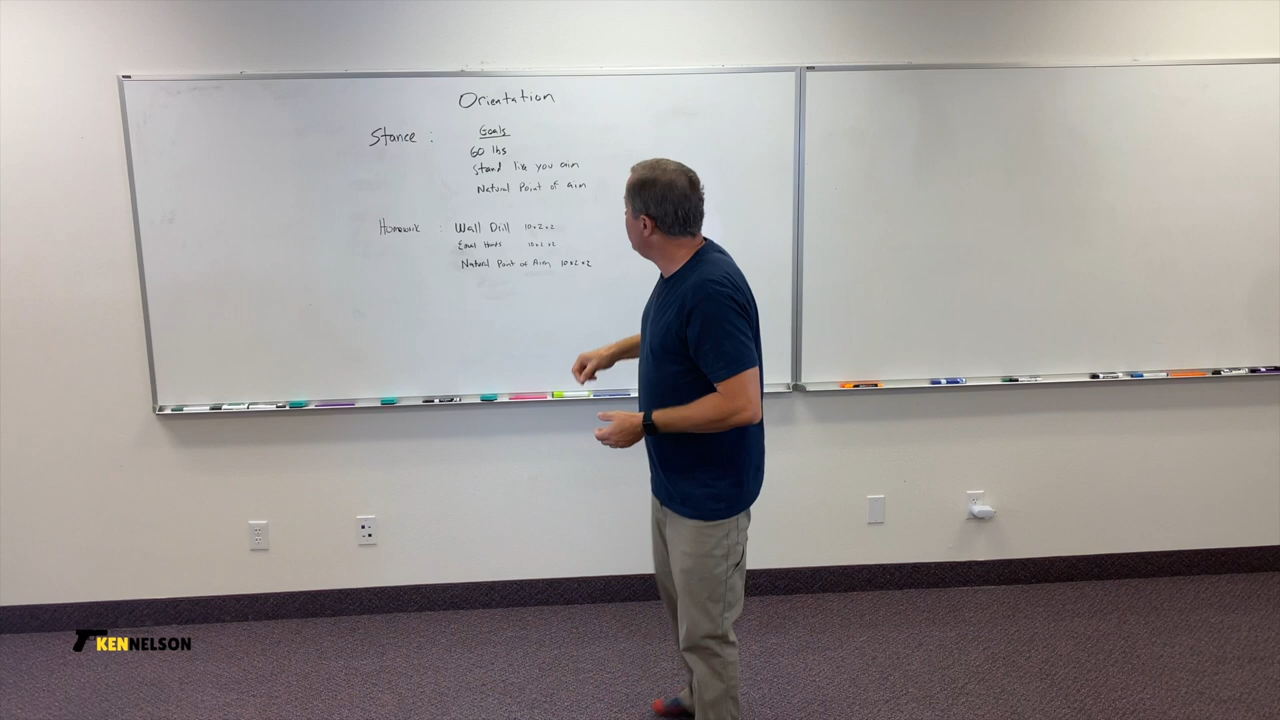 Orientation
Stance : Goals
60 lbs
Stand like you aim
Natural Point of aim
Homework : Wall Drill 10x2x2
Equal Hands 10x2x2
Natural Point of Aim 10x2x2
KENNELSON